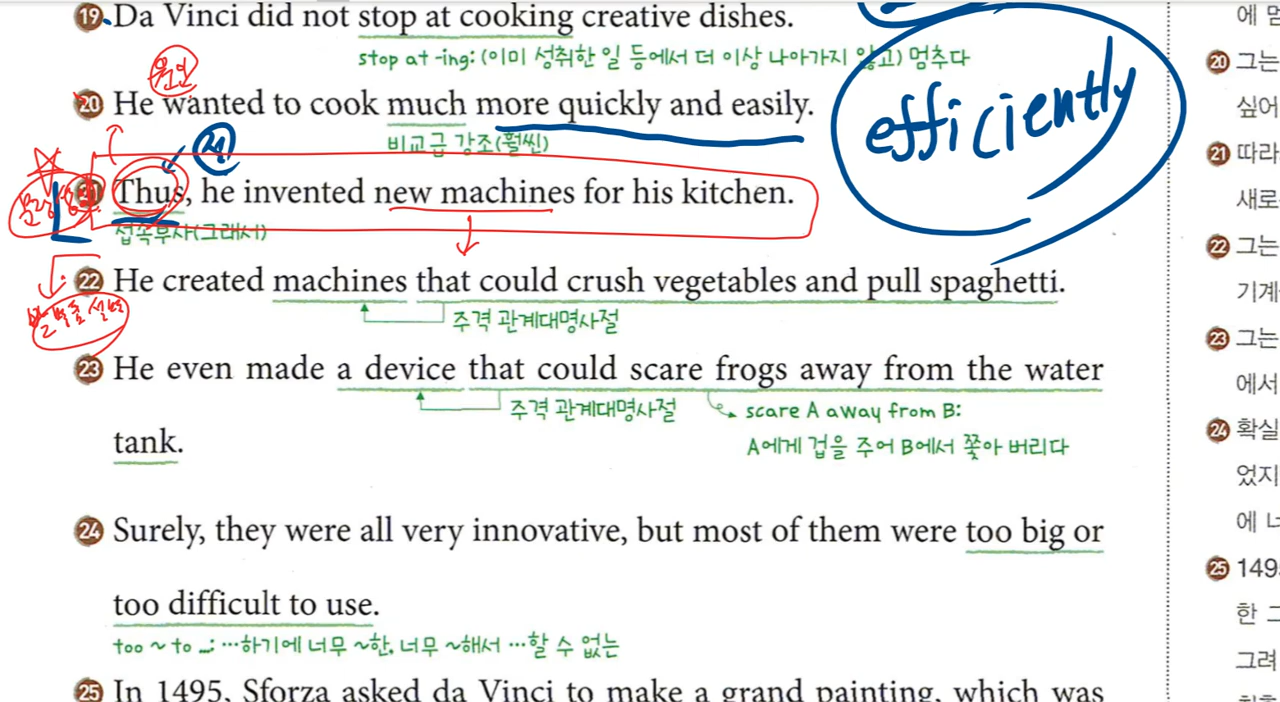 19 Da Vinci did not stop at cooking creative dishes.
stop at -ing: (이미 성취한 일 등에서 더 이상 나아가지 않고) 멈추다
원인
20 He wanted to cook much more quickly and easily.
비교급 강조(훨씬)
efficiently
21 Thus, he invented new machines for his kitchen.
접속부사(그래서)
22 He created machines that could crush vegetables and pull spaghetti.
주격 관계대명사절
23 He even made a device that could scare frogs away from the water
주격 관계대명사절
scare A away from B:
tank.
A에게 겁을 주어 B에서 쫓아 버리다
24 Surely, they were all very innovative, but most of them were too big or
too difficult to use.
too ~ to …: …하기에 너무 ~한, 너무 ~해서 …할 수 없는
25 In 1495, Sforza asked da Vinci to make a grand painting, which was
에
20 그는
싶어
21 따라
새로
22 그는
기계
23 그는
에서
24 확실
었지
에 너
25 149
한 그
그려